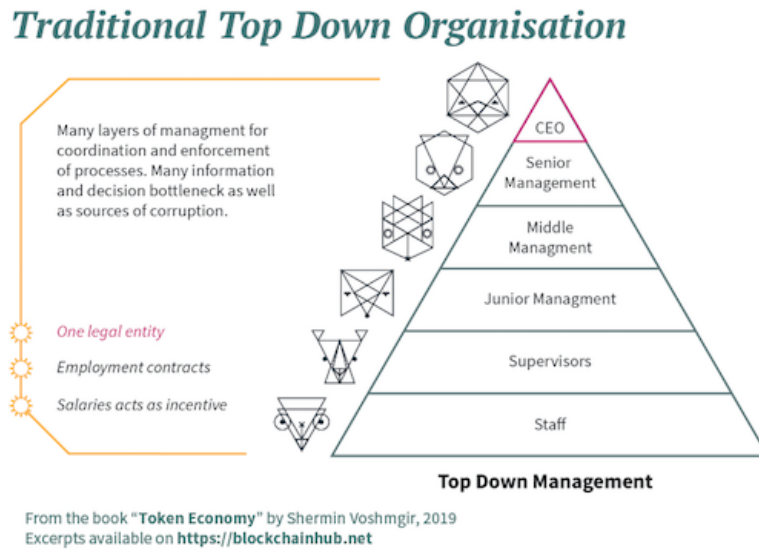 Traditional Top Down Organisation
Many layers of managment for
coordination and enforcement
of processes. Many information
and decision bottleneck as well
as sources of corruption.
One legal entity
Employment contracts
Salaries acts as incentive
CEO
Senior
Management
Middle
Managment
Junior Managment
Supervisors
Staff
Top Down Management
From the book “Token Economy” by Shermin Voshmgir, 2019
Excerpts available on https://blockchainhub.net